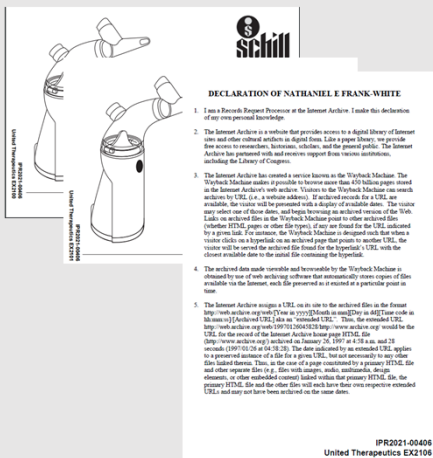 schill
DECLARATION OF NATHANIEL E FRANK-WHITE
1. I am a Records Request Processor at the Internet Archive. I make this declaration
of my own personal knowledge.
2. The Internet Archive is a website that provides access to a digital library of Internet
sites and other cultural artifacts in digital form. Like a paper library, we provide
free access to researchers, historians, scholars, and the general public. The Internet
Archive has partnered with and receives support from various institutions,
including the Library of Congress.
3. The Internet Archive has created a service known as the Wayback Machine. The
Wayback Machine makes it possible to browse more than 450 billion pages stored
in the Internet Archive's web archive. Visitors to the Wayback Machine can search
archives by URL (i.e., a website address). If archived records for a URL are
available, the visitor will be presented with a display of available dates. The visitor
may select one of those dates, and begin browsing an archived version of the Web.
Links on archived files in the Wayback Machine point to other archived files
(whether HTML pages or other file types), if any are found for the URL indicated
by a given link. For instance, the Wayback Machine is designed such that when a
visitor clicks on a hyperlink on an archived page that points to another URL, the
visitor will be served the archived file found for the hyperlink's URL with the
closest available date to the initial file containing the hyperlink.
4. The archived data made viewable and browseable by the Wayback Machine is
obtained by use of web archiving software that automatically stores copies of files
available via the Internet, each file preserved as it existed at a particular point in
time.
5. The Internet Archive assigns a URL on its site to the archived files in the format
http://web.archive.org/web/[Year in yyyy][Month in mm][Day in dd][Time code in
hh:mm:ss]/[Archived URL] aka an "extended URL". Thus, the extended URL
http://web.archive.org/web/19970126045828/http://www.archive.org/ would be the
URL for the record of the Internet Archive home page HTML file
(http://www.archive.org/) archived on January 26, 1997 at 4:58 a.m. and 28
seconds (1997/01/26 at 04:58:28). The date indicated by an extended URL applies
to a preserved instance of a file for a given URL, but not necessarily to any other
files linked therein. Thus, in the case of a page constituted by a primary HTML file
and other separate files (e.g., files with images, audio, multimedia, design
elements, or other embedded content) linked within that primary HTML file, the
primary HTML file and the other files will each have their own respective extended
URLs and may not have been archived on the same dates.
IPR2021-00406
United Therapeutics EX2100
IPR2021-00406
United Therapeutics EX2101
IPR2021-00406
United Therapeutics EX2106